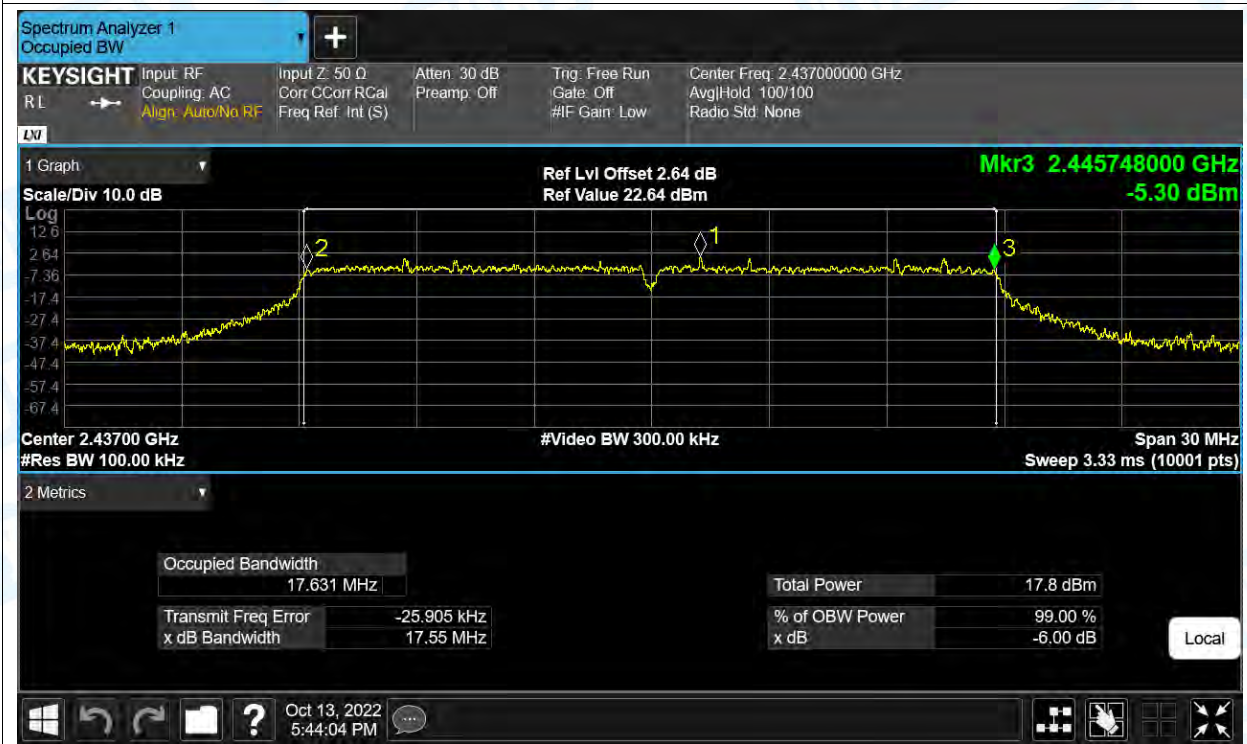 Spectrum Analyzer 1
Occupied BW
+
KEYSIGHT
RL
LXI
Input: RF
Coupling: AC
Align: Auto/No RF
Input Z: 50 Ω
Corr CCorr RCal
Freq Ref: Int (S)
Atten: 30 dB
Preamp: Off
Trig: Free Run
Gate: Off
#IF Gain: Low
Center Freq: 2.437000000 GHz
Avg|Hold: 100/100
Radio Std: None
1 Graph
Scale/Div 10.0 dB
Ref Lvl Offset 2.64 dB
Ref Value 22.64 dBm
Mkr3 2.445748000 GHz
-5.30 dBm
Log
12.6
2.64
-7.36
-17.4
-27.4
-37.4
-47.4
-57.4
-67.4
2
1
3
Center 2.43700 GHz
#Res BW 100.00 kHz
#Video BW 300.00 kHz
Span 30 MHz
Sweep 3.33 ms (10001 pts)
2 Metrics
Occupied Bandwidth
17.631 MHz
Transmit Freq Error -25.905 kHz
x dB Bandwidth 17.55 MHz
Total Power 17.8 dBm
% of OBW Power 99.00 %
x dB -6.00 dB
Local
?
Oct 13, 2022
5:44:04 PM